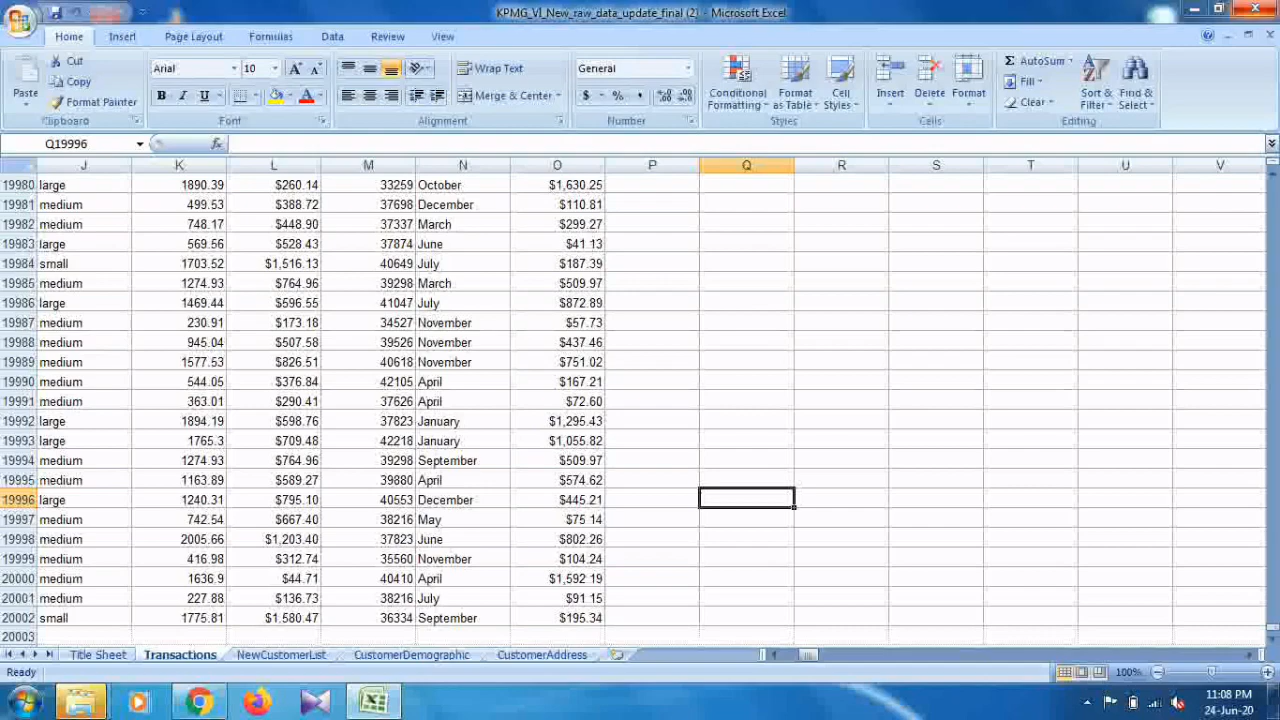 KPMG_VI_New_raw_data_update_final (2) - Microsoft Excel
Home Insert Page Layout Formulas Data Review View
Cut
Copy
Format Painter
Paste
Clipboard
Arial 10
B I U
Font
Wrap Text
Merge & Center
Alignment
General
$ % ,
Number
Conditional Formatting
Format as Table
Cell Styles
Styles
Insert Delete Format
Cells
Σ AutoSum
Fill
Clear
Sort & Filter
Find & Select
Editing
Q19996 fx
J K L M N O P Q R S T U V
19980 large 1890.39 $260.14 33259 October $1,630.25
19981 medium 499.53 $388.72 37698 December $110.81
19982 medium 748.17 $448.90 37337 March $299.27
19983 large 569.56 $528.43 37874 June $41.13
19984 small 1703.52 $1,516.13 40649 July $187.39
19985 medium 1274.93 $764.96 39298 March $509.97
19986 large 1469.44 $596.55 41047 July $872.89
19987 medium 230.91 $173.18 34527 November $57.73
19988 medium 945.04 $507.58 39526 November $437.46
19989 medium 1577.53 $826.51 40618 November $751.02
19990 medium 544.05 $376.84 42105 April $167.21
19991 medium 363.01 $290.41 37626 April $72.60
19992 large 1894.19 $598.76 37823 January $1,295.43
19993 large 1765.3 $709.48 42218 January $1,055.82
19994 medium 1274.93 $764.96 39298 September $509.97
19995 medium 1163.89 $589.27 39880 April $574.62
19996 large 1240.31 $795.10 40553 December $445.21
19997 medium 742.54 $667.40 38216 May $75.14
19998 medium 2005.66 $1,203.40 37823 June $802.26
19999 medium 416.98 $312.74 35560 November $104.24
20000 medium 1636.9 $44.71 40410 April $1,592.19
20001 medium 227.88 $136.73 38216 July $91.15
20002 small 1775.81 $1,580.47 36334 September $195.34
20003
Title Sheet Transactions NewCustomerList CustomerDemographic CustomerAddress
Ready 100%
11:08 PM
24-Jun-20